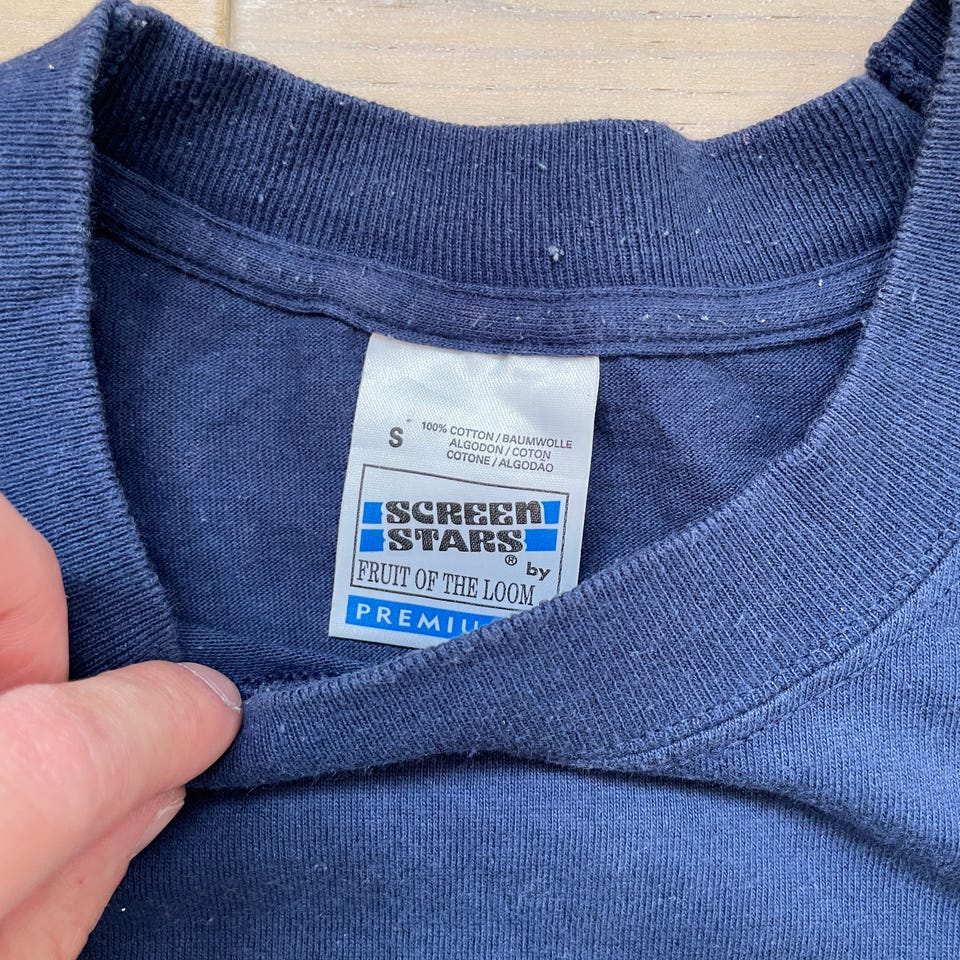 S
100% COTTON / BAUMWOLLE
ALGODON / COTON
COTONE / ALGODÃO
SCREEN
STARS®
by
FRUIT OF THE LOOM